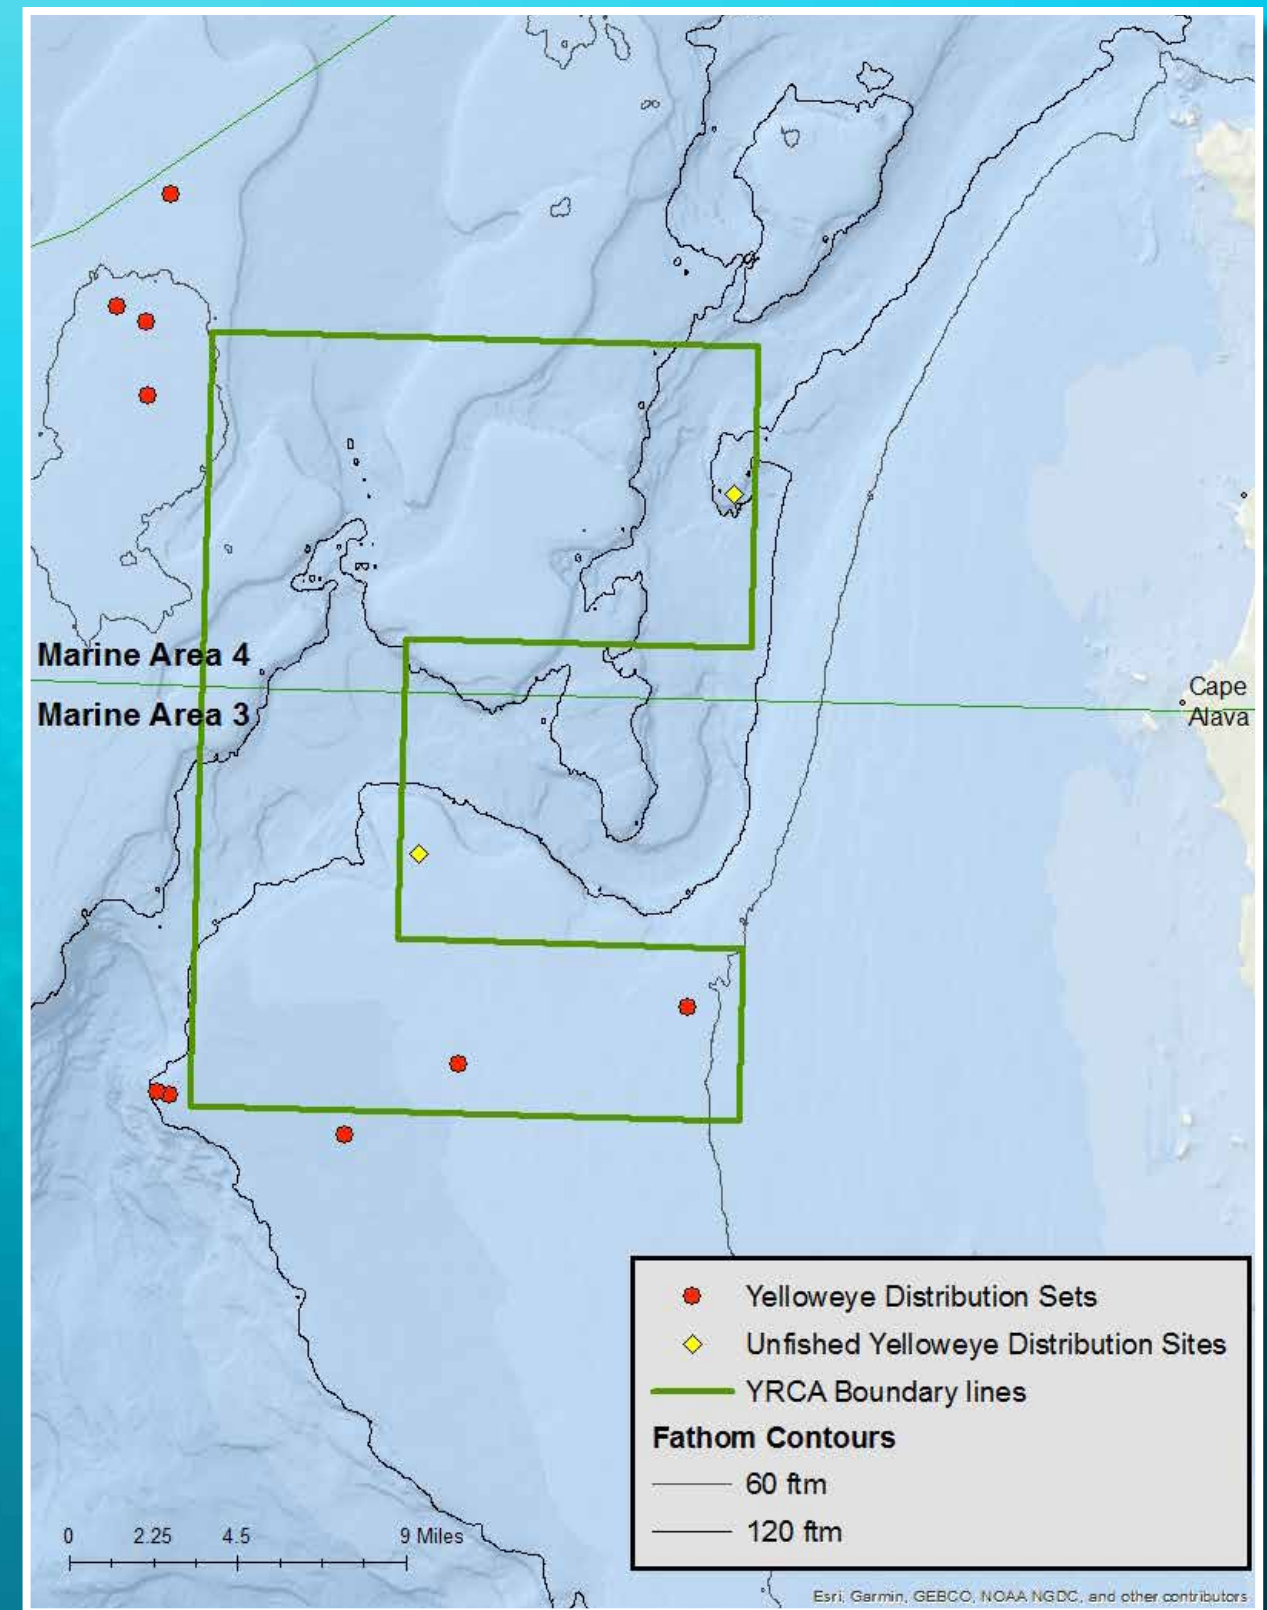 Marine Area 4
Marine Area 3
Cape
Alava
Yelloweye Distribution Sets
Unfished Yelloweye Distribution Sites
YRCA Boundary lines
Fathom Contours
60 ftm
120 ftm
0 2.25 4.5 9 Miles
Esri, Garmin, GEBCO, NOAA NGDC, and other contributors